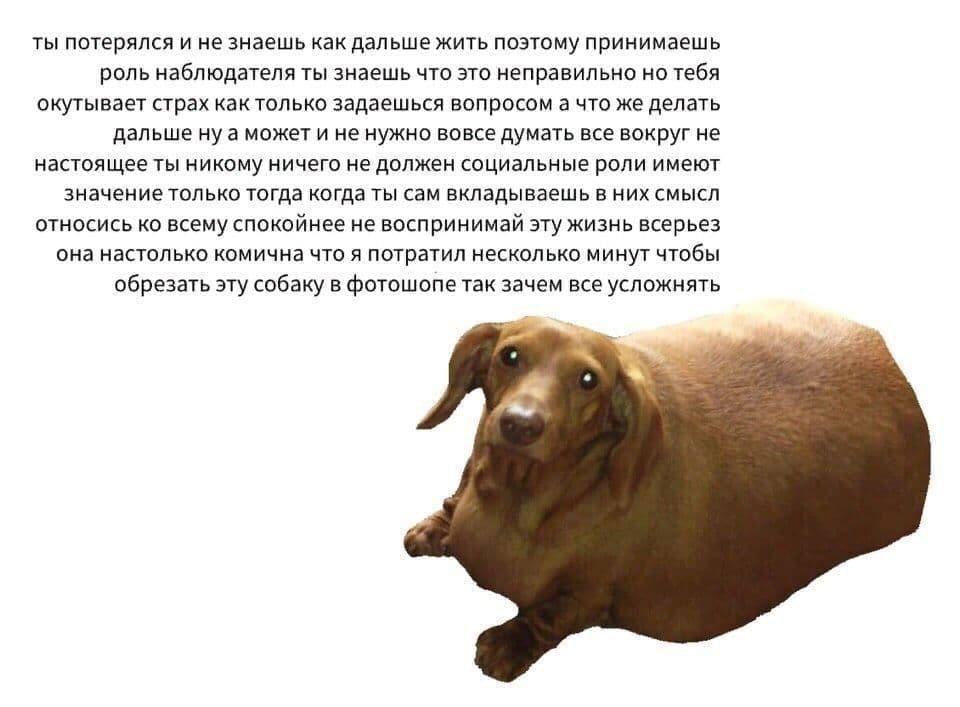 ты потерялся и не знаешь как дальше жить поэтому принимаешь
роль наблюдателя ты знаешь что это неправильно но тебя
окутывает страх как только задаешься вопросом а что же делать
дальше ну а может и не нужно вовсе думать все вокруг не
настоящее ты никому ничего не должен социальные роли имеют
значение только тогда когда ты сам вкладываешь в них смысл
относись ко всему спокойнее не воспринимай эту жизнь всерьез
она настолько комична что я потратил несколько минут чтобы
обрезать эту собаку в фотошопе так зачем все усложнять